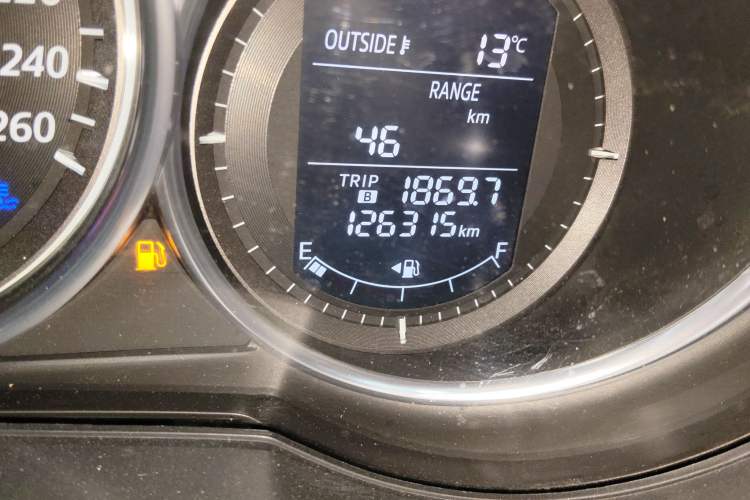 240
260
OUTSIDE 13°C
RANGE
km
46
TRIP B 1869.7
126315km
E F